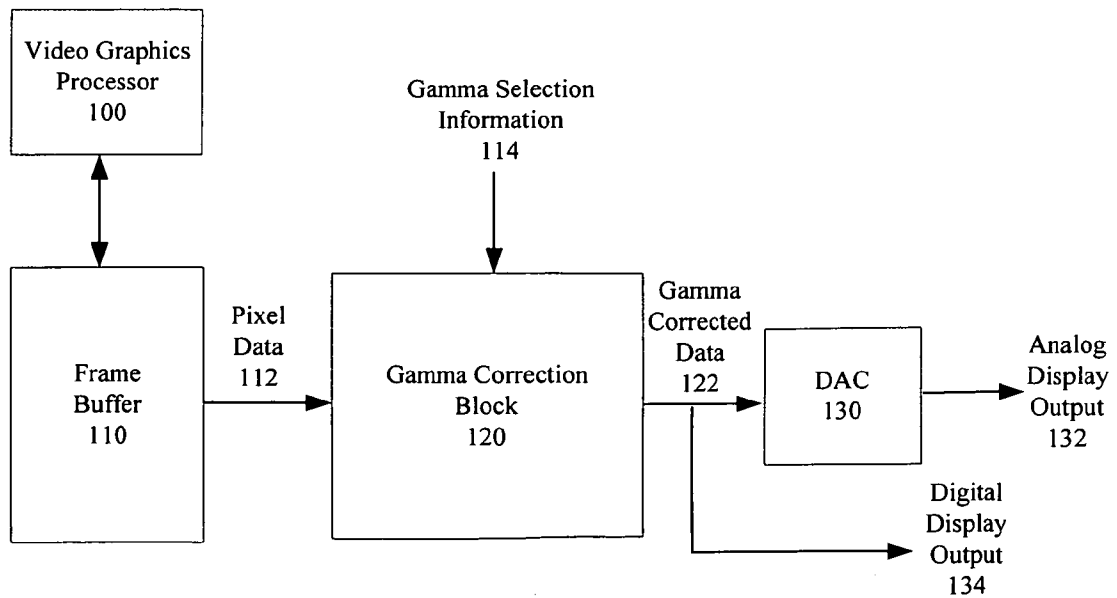 Video Graphics
Processor
100
Gamma Selection
Information
114
Frame
Buffer
110
Pixel
Data
112
Gamma Correction
Block
120
Gamma
Corrected
Data
122
DAC
130
Analog
Display
Output
132
Digital
Display
Output
134